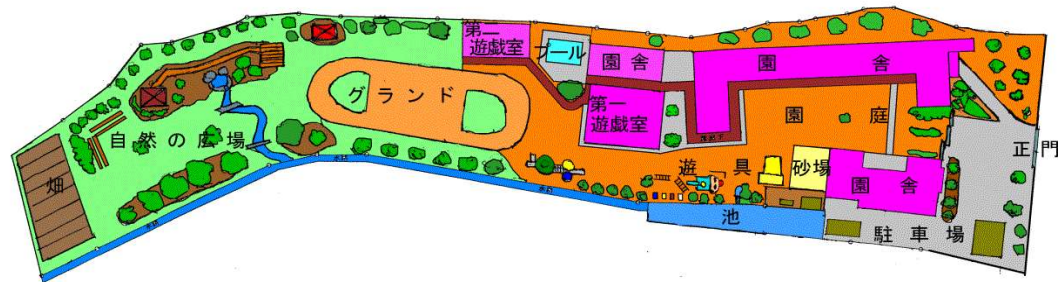 第二
遊戯室
プール
園舎
園舎
グランド
第一
遊戯室
園庭
自然の広場
畑
正門
遊具
砂場
園舎
池
駐車場